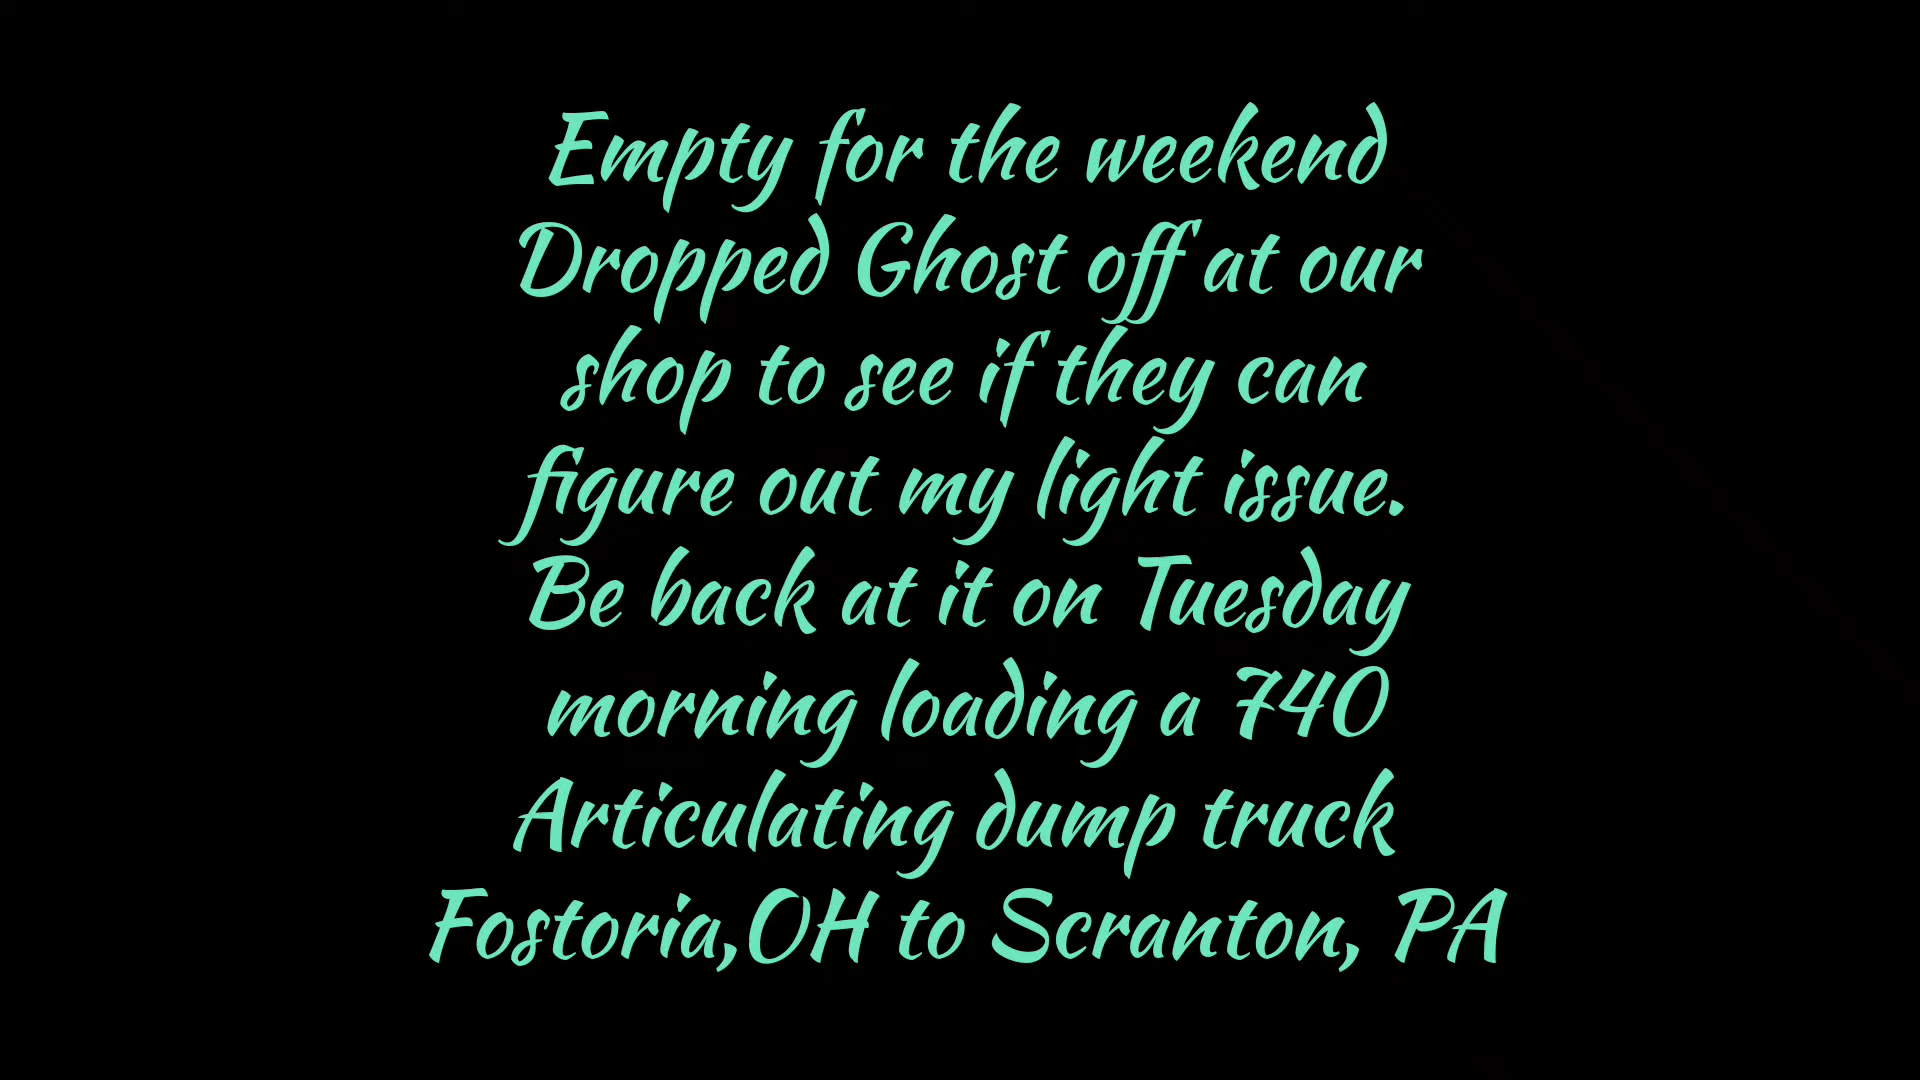 Empty for the weekend
Dropped Ghost off at our
shop to see if they can
figure out my light issue.
Be back at it on Tuesday
morning loading a 740
Articulating dump truck
Fostoria,OH to Scranton, PA